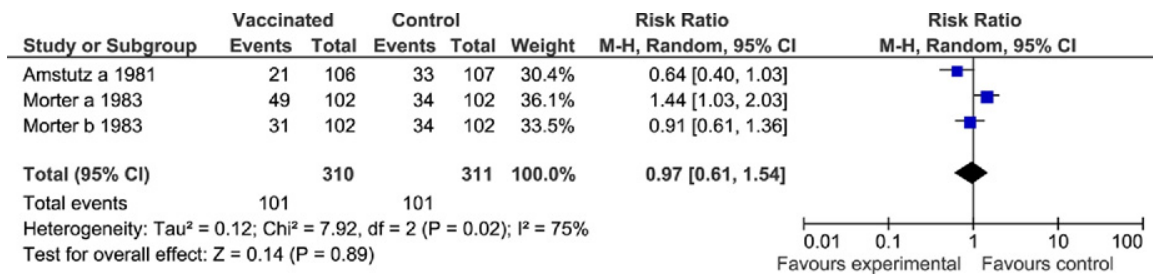 Vaccinated Control Risk Ratio Risk Ratio
Study or Subgroup Events Total Events Total Weight M-H, Random, 95% CI M-H, Random, 95% CI
Amstutz a 1981 21 106 33 107 30.4% 0.64 [0.40, 1.03]
Morter a 1983 49 102 34 102 36.1% 1.44 [1.03, 2.03]
Morter b 1983 31 102 34 102 33.5% 0.91 [0.61, 1.36]
Total (95% CI) 310 311 100.0% 0.97 [0.61, 1.54]
Total events 101 101
Heterogeneity: Tau² = 0.12; Chi² = 7.92, df = 2 (P = 0.02); I² = 75%
Test for overall effect: Z = 0.14 (P = 0.89)
0.01 0.1 1 10 100
Favours experimental Favours control